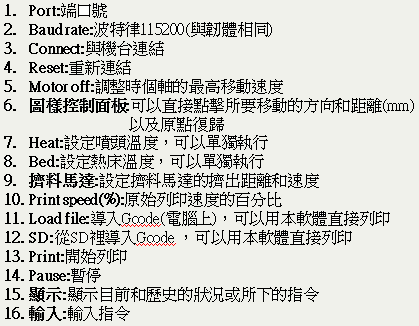 1. Port:端口號
2. Baudrate:波特律115200(與韌體相同)
3. Connect:與機台連結
4. Reset:重新連結
5. Motor off:調整時個軸的最高移動速度
6. 圖樣控制面板:可以直接點擊所要移動的方向和距離(mm)
以及原點復歸
7. Heat:設定噴頭溫度，可以單獨執行
8. Bed:設定熱床溫度，可以單獨執行
9. 擠料馬達:設定擠料馬達的擠出距離和速度
10. Print speed(%):原始列印速度的百分比
11. Load file:導入Gcode(電腦上)，可以用本軟體直接列印
12. SD:從SD裡導入Gcode ，可以用本軟體直接列印
13. Print:開始列印
14. Pause:暫停
15. 顯示:顯示目前和歷史的狀況或所下的指令
16. 輸入:輸入指令